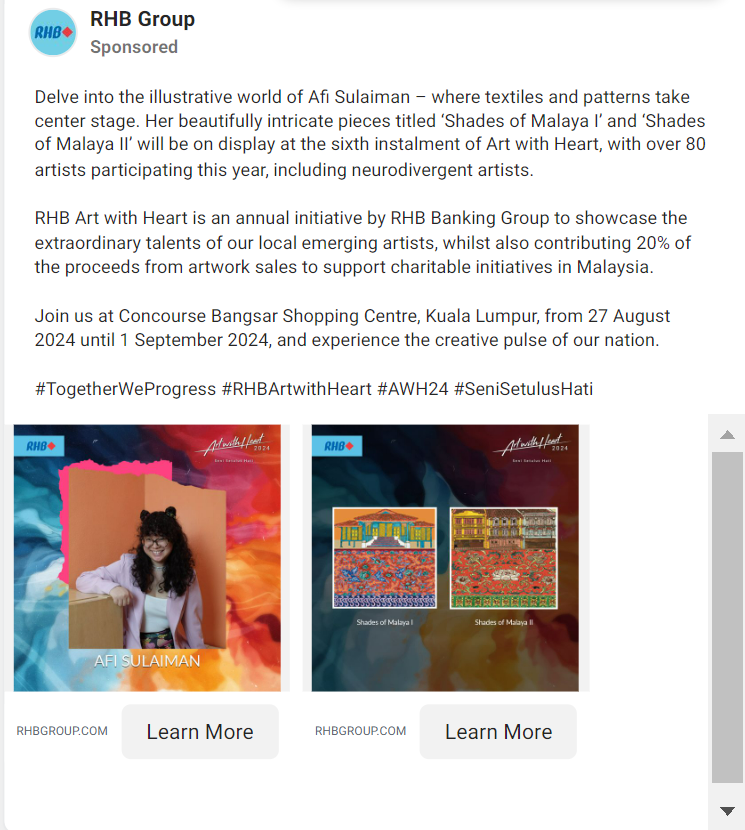 RHB
RHB Group
Sponsored
Delve into the illustrative world of Afi Sulaiman – where textiles and patterns take
center stage. Her beautifully intricate pieces titled ‘Shades of Malaya I’ and ‘Shades
of Malaya II’ will be on display at the sixth instalment of Art with Heart, with over 80
artists participating this year, including neurodivergent artists.
RHB Art with Heart is an annual initiative by RHB Banking Group to showcase the
extraordinary talents of our local emerging artists, whilst also contributing 20% of
the proceeds from artwork sales to support charitable initiatives in Malaysia.
Join us at Concourse Bangsar Shopping Centre, Kuala Lumpur, from 27 August
2024 until 1 September 2024, and experience the creative pulse of our nation.
#TogetherWeProgress #RHBArtwithHeart #AWH24 #SeniSetulusHati
RHB
Art with Heart
2024
Seni Setulus Hati
AFI SULAIMAN
RHB
Art with Heart
2024
Seni Setulus Hati
Shades of Malaya I
Shades of Malaya II
RHBGROUP.COM
Learn More
RHBGROUP.COM
Learn More